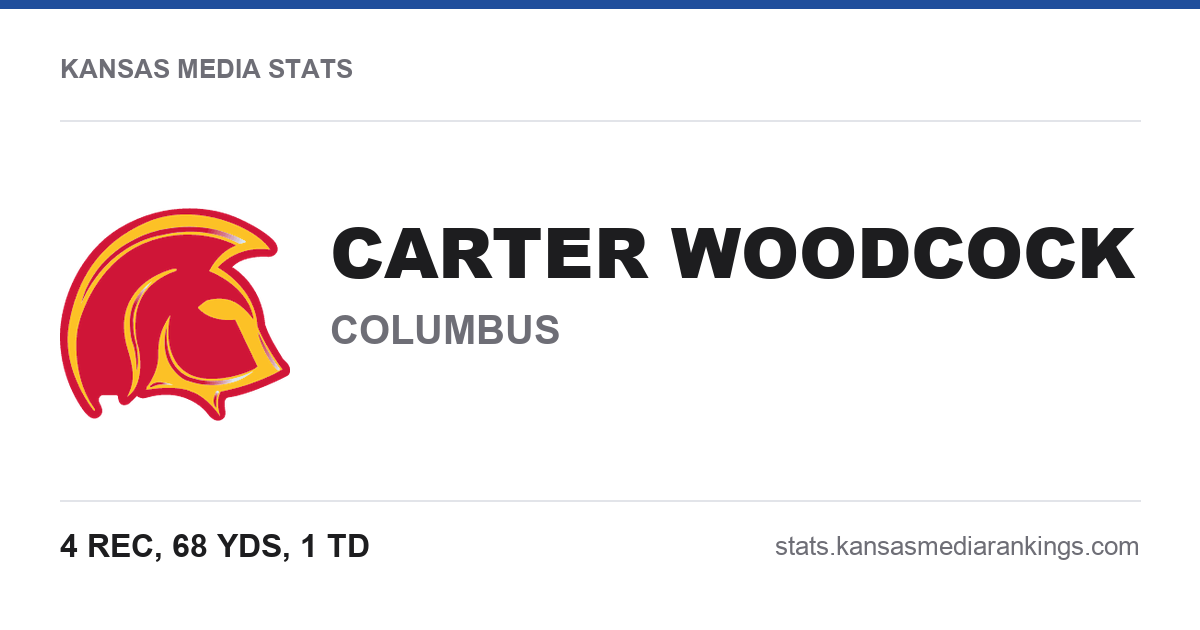 KANSAS MEDIA STATS
CARTER WOODCOCK
COLUMBUS
4 REC, 68 YDS, 1 TD
stats.kansasmediarankings.com